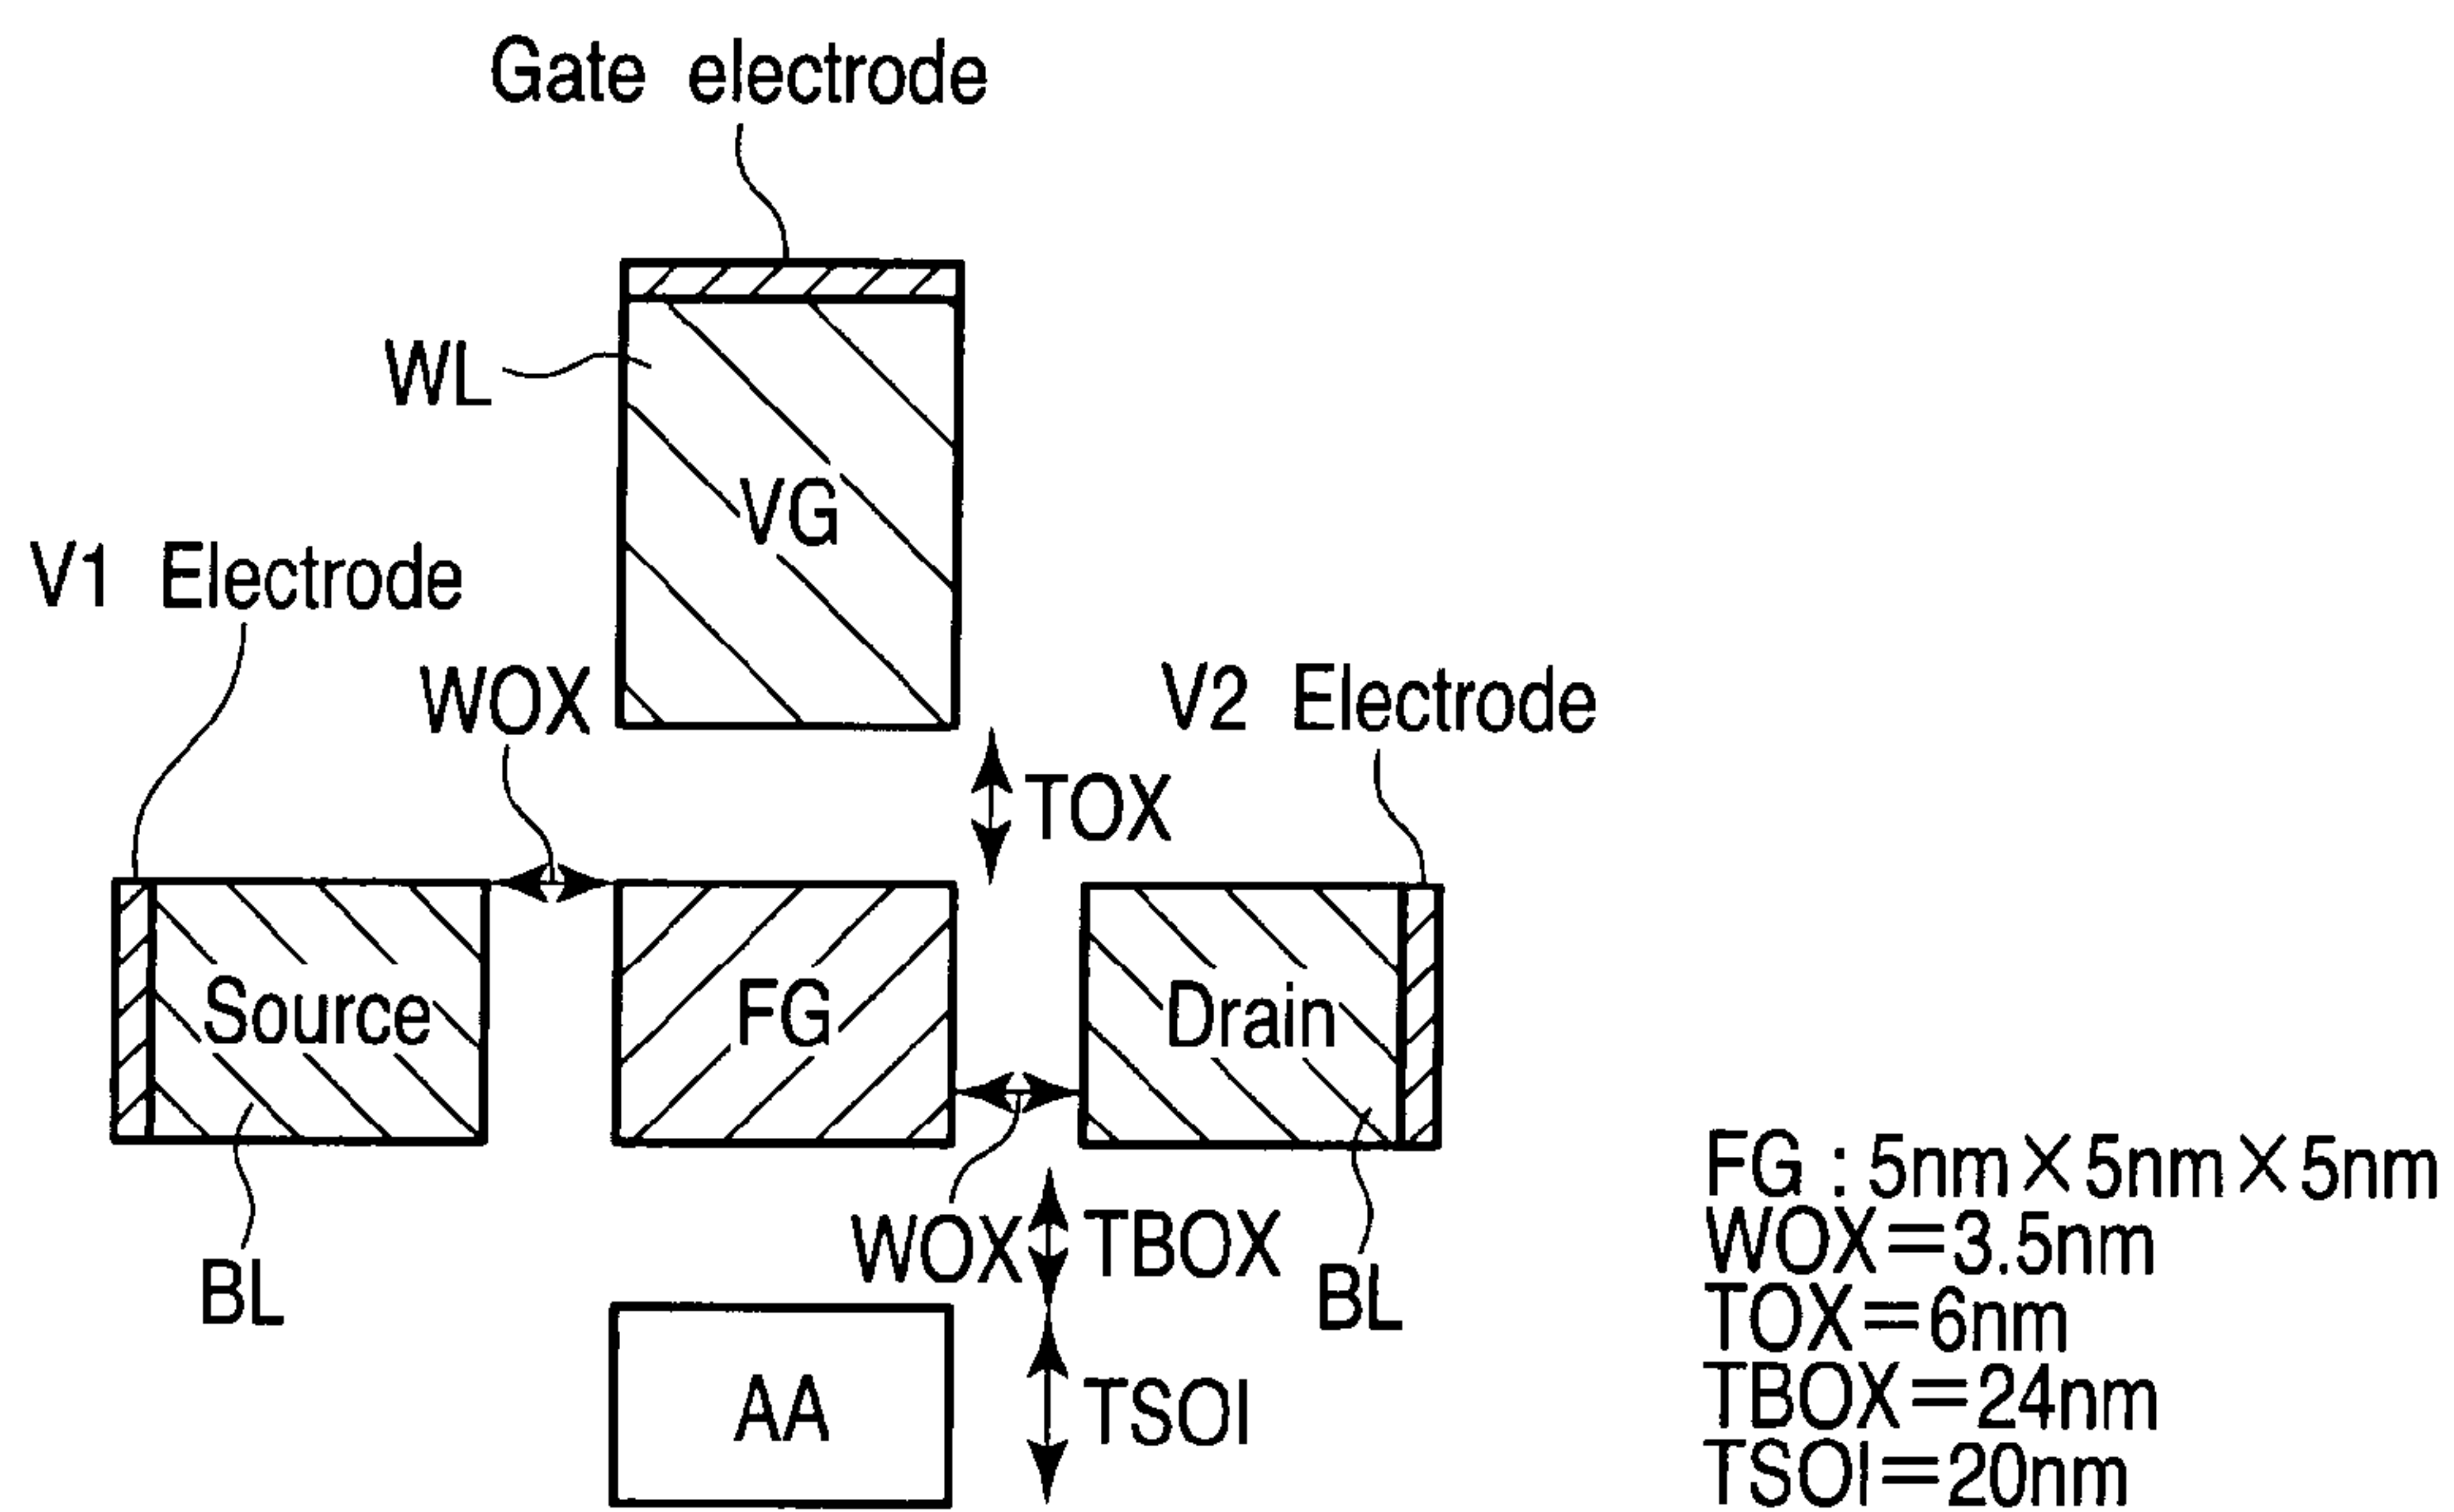 Gate electrode
WL
VG
V1 Electrode
WOX
V2 Electrode
TOX
Source
FG
Drain
WOX
TBOX
BL
BL
AA
TSOI
FG : 5nm × 5nm × 5nm
WOX=3.5nm
TOX=6nm
TBOX=24nm
TSOI=20nm